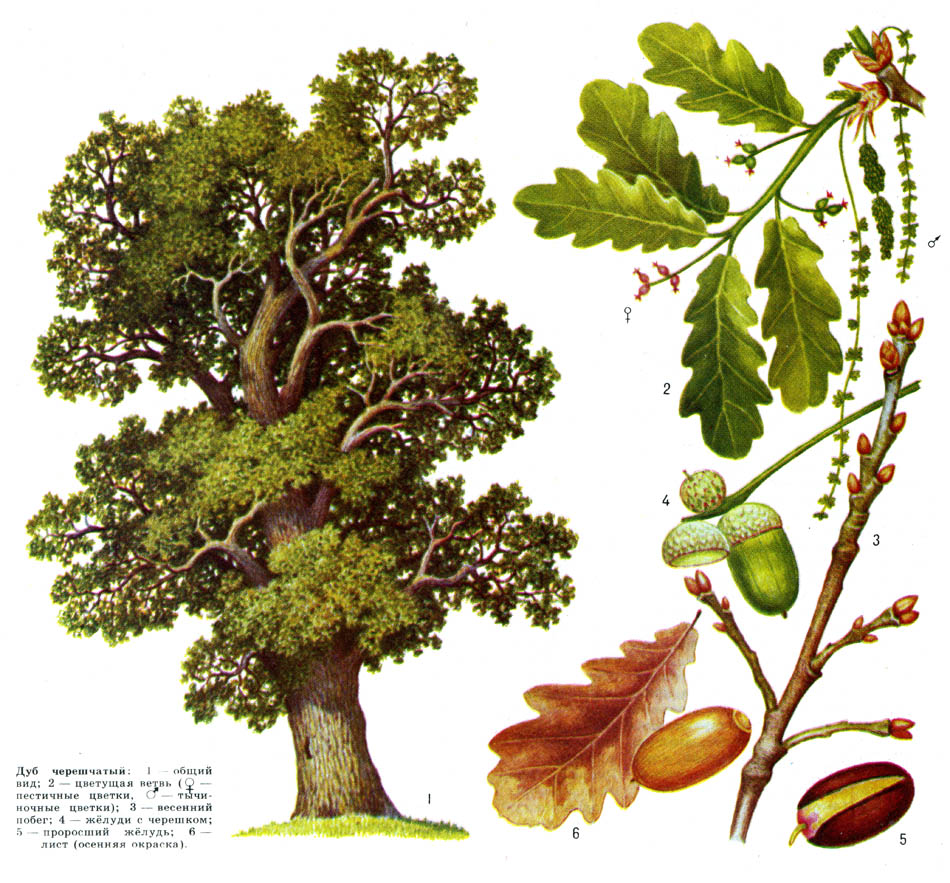 ♂
♀
2
4
3
Дуб черешчатый: 1 — общий
вид; 2 — цветущая ветвь (♀ —
пестичные цветки, ♂ — тычи-
ночные цветки); 3 — весенний
побег; 4 — жёлуди с черешком;
5 — проросший жёлудь; 6 —
лист (осенняя окраска).
1
6
5